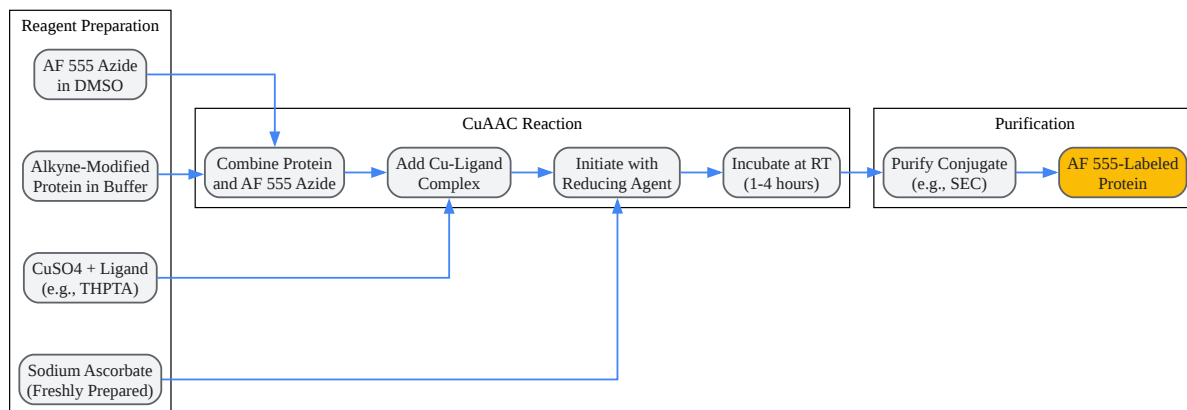 Reagent Preparation
AF 555 Azide
in DMSO
Alkyne-Modified
Protein in Buffer
CuSO4 + Ligand
(e.g., THPTA)
Sodium Ascorbate
(Freshly Prepared)
CuAAC Reaction
Combine Protein
and AF 555 Azide
Add Cu-Ligand
Complex
Initiate with
Reducing Agent
Incubate at RT
(1-4 hours)
Purification
Purify Conjugate
(e.g., SEC)
AF 555-Labeled
Protein